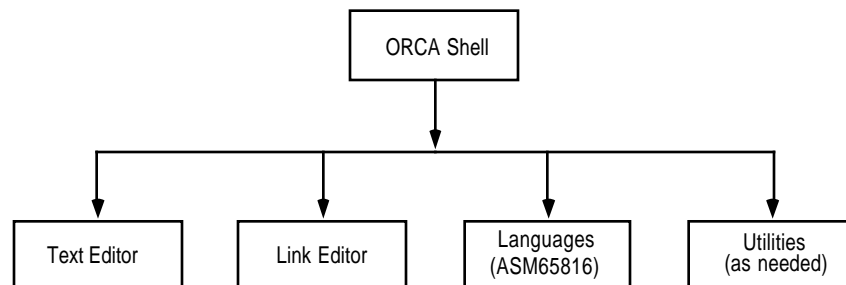 ORCA Shell
Text Editor
Link Editor
Languages
(ASM65816)
Utilities
(as needed)